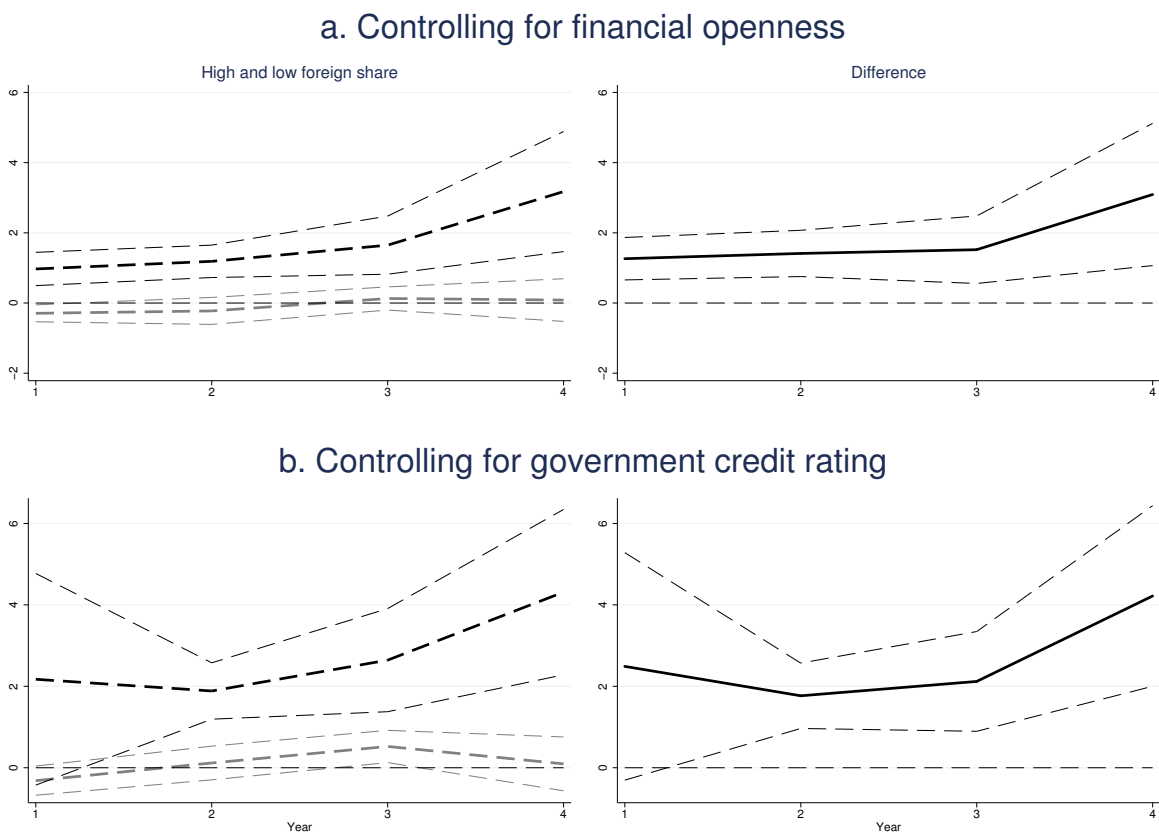 a. Controlling for financial openness
High and low foreign share
Difference
6
4
2
0
−2
1 2 3 4
6
4
2
0
−2
1 2 3 4
b. Controlling for government credit rating
6
4
2
0
1 2 3 4
Year
6
4
2
0
1 2 3 4
Year